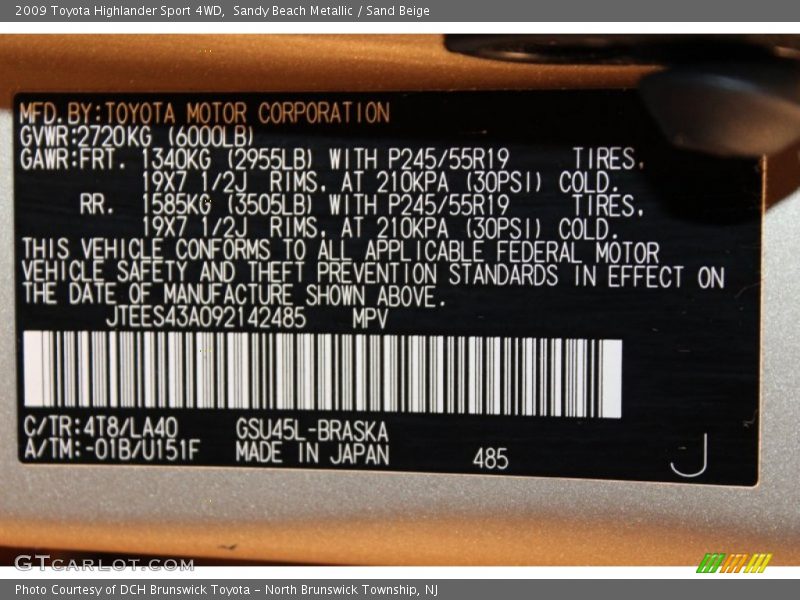 2009 Toyota Highlander Sport 4WD,  Sandy Beach Metallic / Sand Beige
MFD.BY:TOYOTA MOTOR CORPORATION
GVWR:2720KG (6000LB)
GAWR:FRT. 1340KG (2955LB) WITH P245/55R19 TIRES,
19X7 1/2J RIMS, AT 210KPA (30PSI) COLD.
RR. 1585KG (3505LB) WITH P245/55R19 TIRES,
19X7 1/2J RIMS, AT 210KPA (30PSI) COLD.
THIS VEHICLE CONFORMS TO ALL APPLICABLE FEDERAL MOTOR
VEHICLE SAFETY AND THEFT PREVENTION STANDARDS IN EFFECT ON
THE DATE OF MANUFACTURE SHOWN ABOVE.
JTEES43A092142485 MPV
C/TR:4T8/LA40 GSU45L-BRASKA
A/TM:-01B/U151F MADE IN JAPAN 485 J
GTCARLOT.COM
Photo Courtesy of DCH Brunswick Toyota - North Brunswick Township, NJ